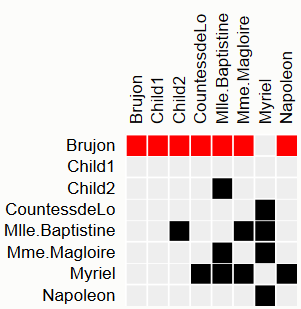 Brujon
Child1
Child2
CountessdeLo
Mlle.Baptistine
Mme.Magloire
Myriel
Napoleon
Brujon
Child1
Child2
CountessdeLo
Mlle.Baptistine
Mme.Magloire
Myriel
Napoleon